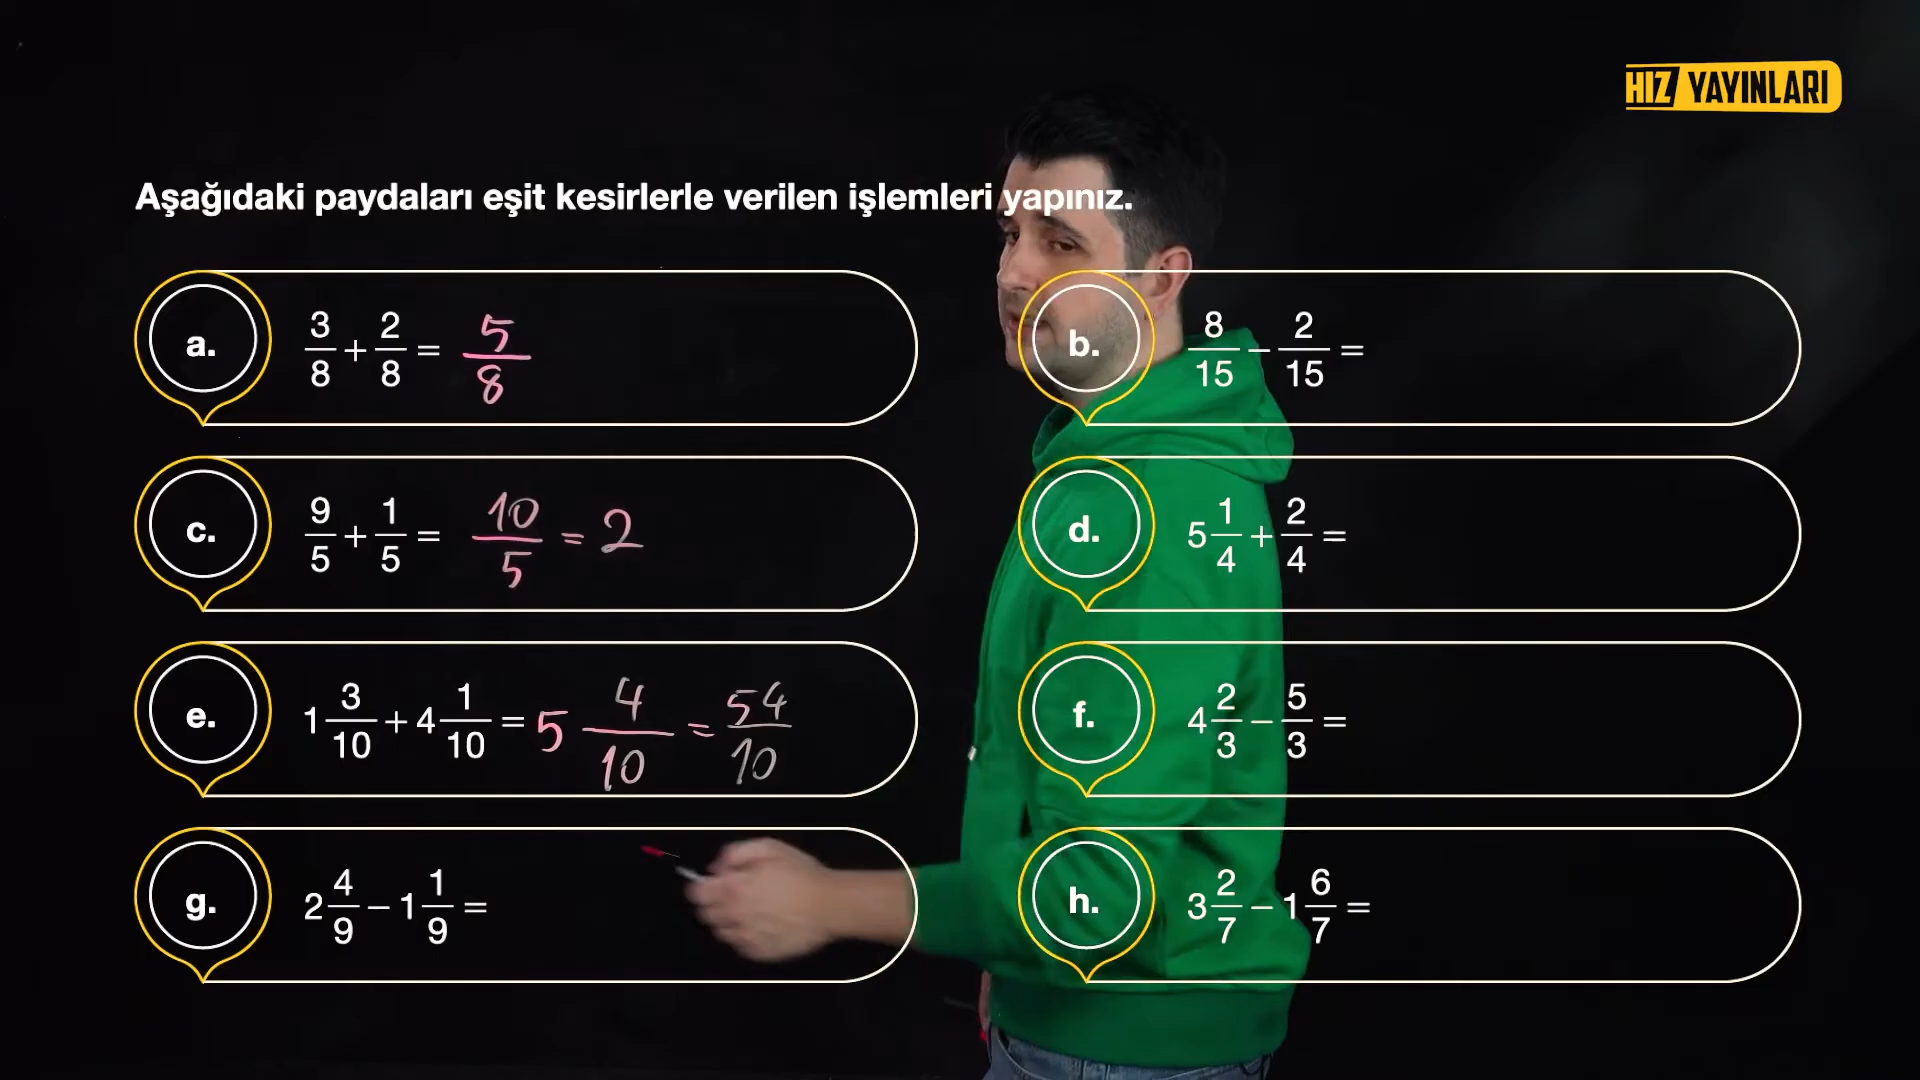 HIZ YAYINLARI
Aşağıdaki paydaları eşit kesirlerle verilen işlemleri yapınız.
a. 3/8 + 2/8 = 5/8
b. 8/15 − 2/15 =
c. 9/5 + 1/5 = 10/5 = 2
d. 5 1/4 + 2/4 =
e. 1 3/10 + 4 1/10 = 5 4/10 = 54/10
f. 4 2/3 − 5/3 =
g. 2 4/9 − 1 1/9 =
h. 3 2/7 − 1 6/7 =